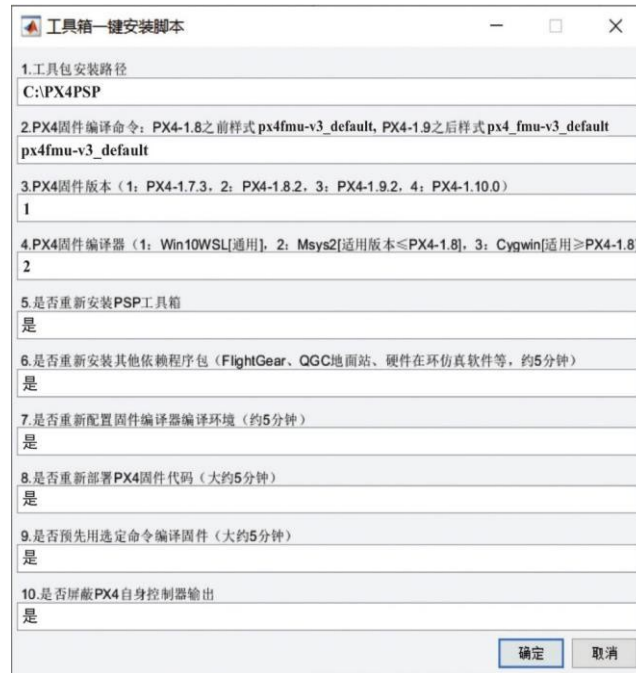 工具箱一键安装脚本
1.工具包安装路径
C:\PX4PSP
2.PX4固件编译命令：PX4-1.8之前样式px4fmu-v3_default, PX4-1.9之后样式px4_fmu-v3_default
px4fmu-v3_default
3.PX4固件版本（1：PX4-1.7.3，2：PX4-1.8.2，3：PX4-1.9.2，4：PX4-1.10.0）
1
4.PX4固件编译器（1：Win10WSL[通用]，2：Msys2[适用版本≤PX4-1.8]，3：Cygwin[适用≥PX4-1.8]
2
5.是否重新安装PSP工具箱
是
6.是否重新安装其他依赖程序包（FlightGear、QGC地面站、硬件在环仿真软件等，约5分钟）
是
7.是否重新配置固件编译器编译环境（约5分钟）
是
8.是否重新部署PX4固件代码（大约5分钟）
是
9.是否预先用选定命令编译固件（大约5分钟）
是
10.是否屏蔽PX4自身控制器输出
是
确定 取消